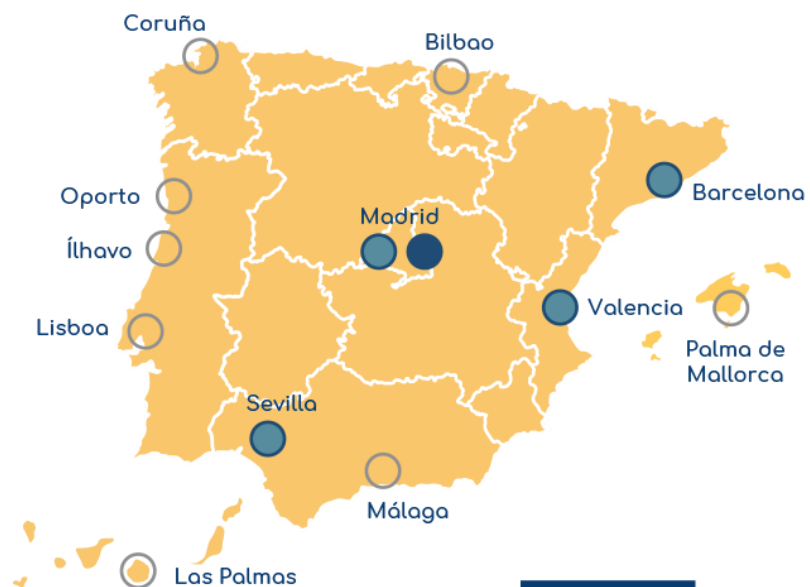 Coruña
Bilbao
Oporto
Madrid
Barcelona
Ílhavo
Lisboa
Valencia
Palma de
Mallorca
Sevilla
Málaga
Las Palmas